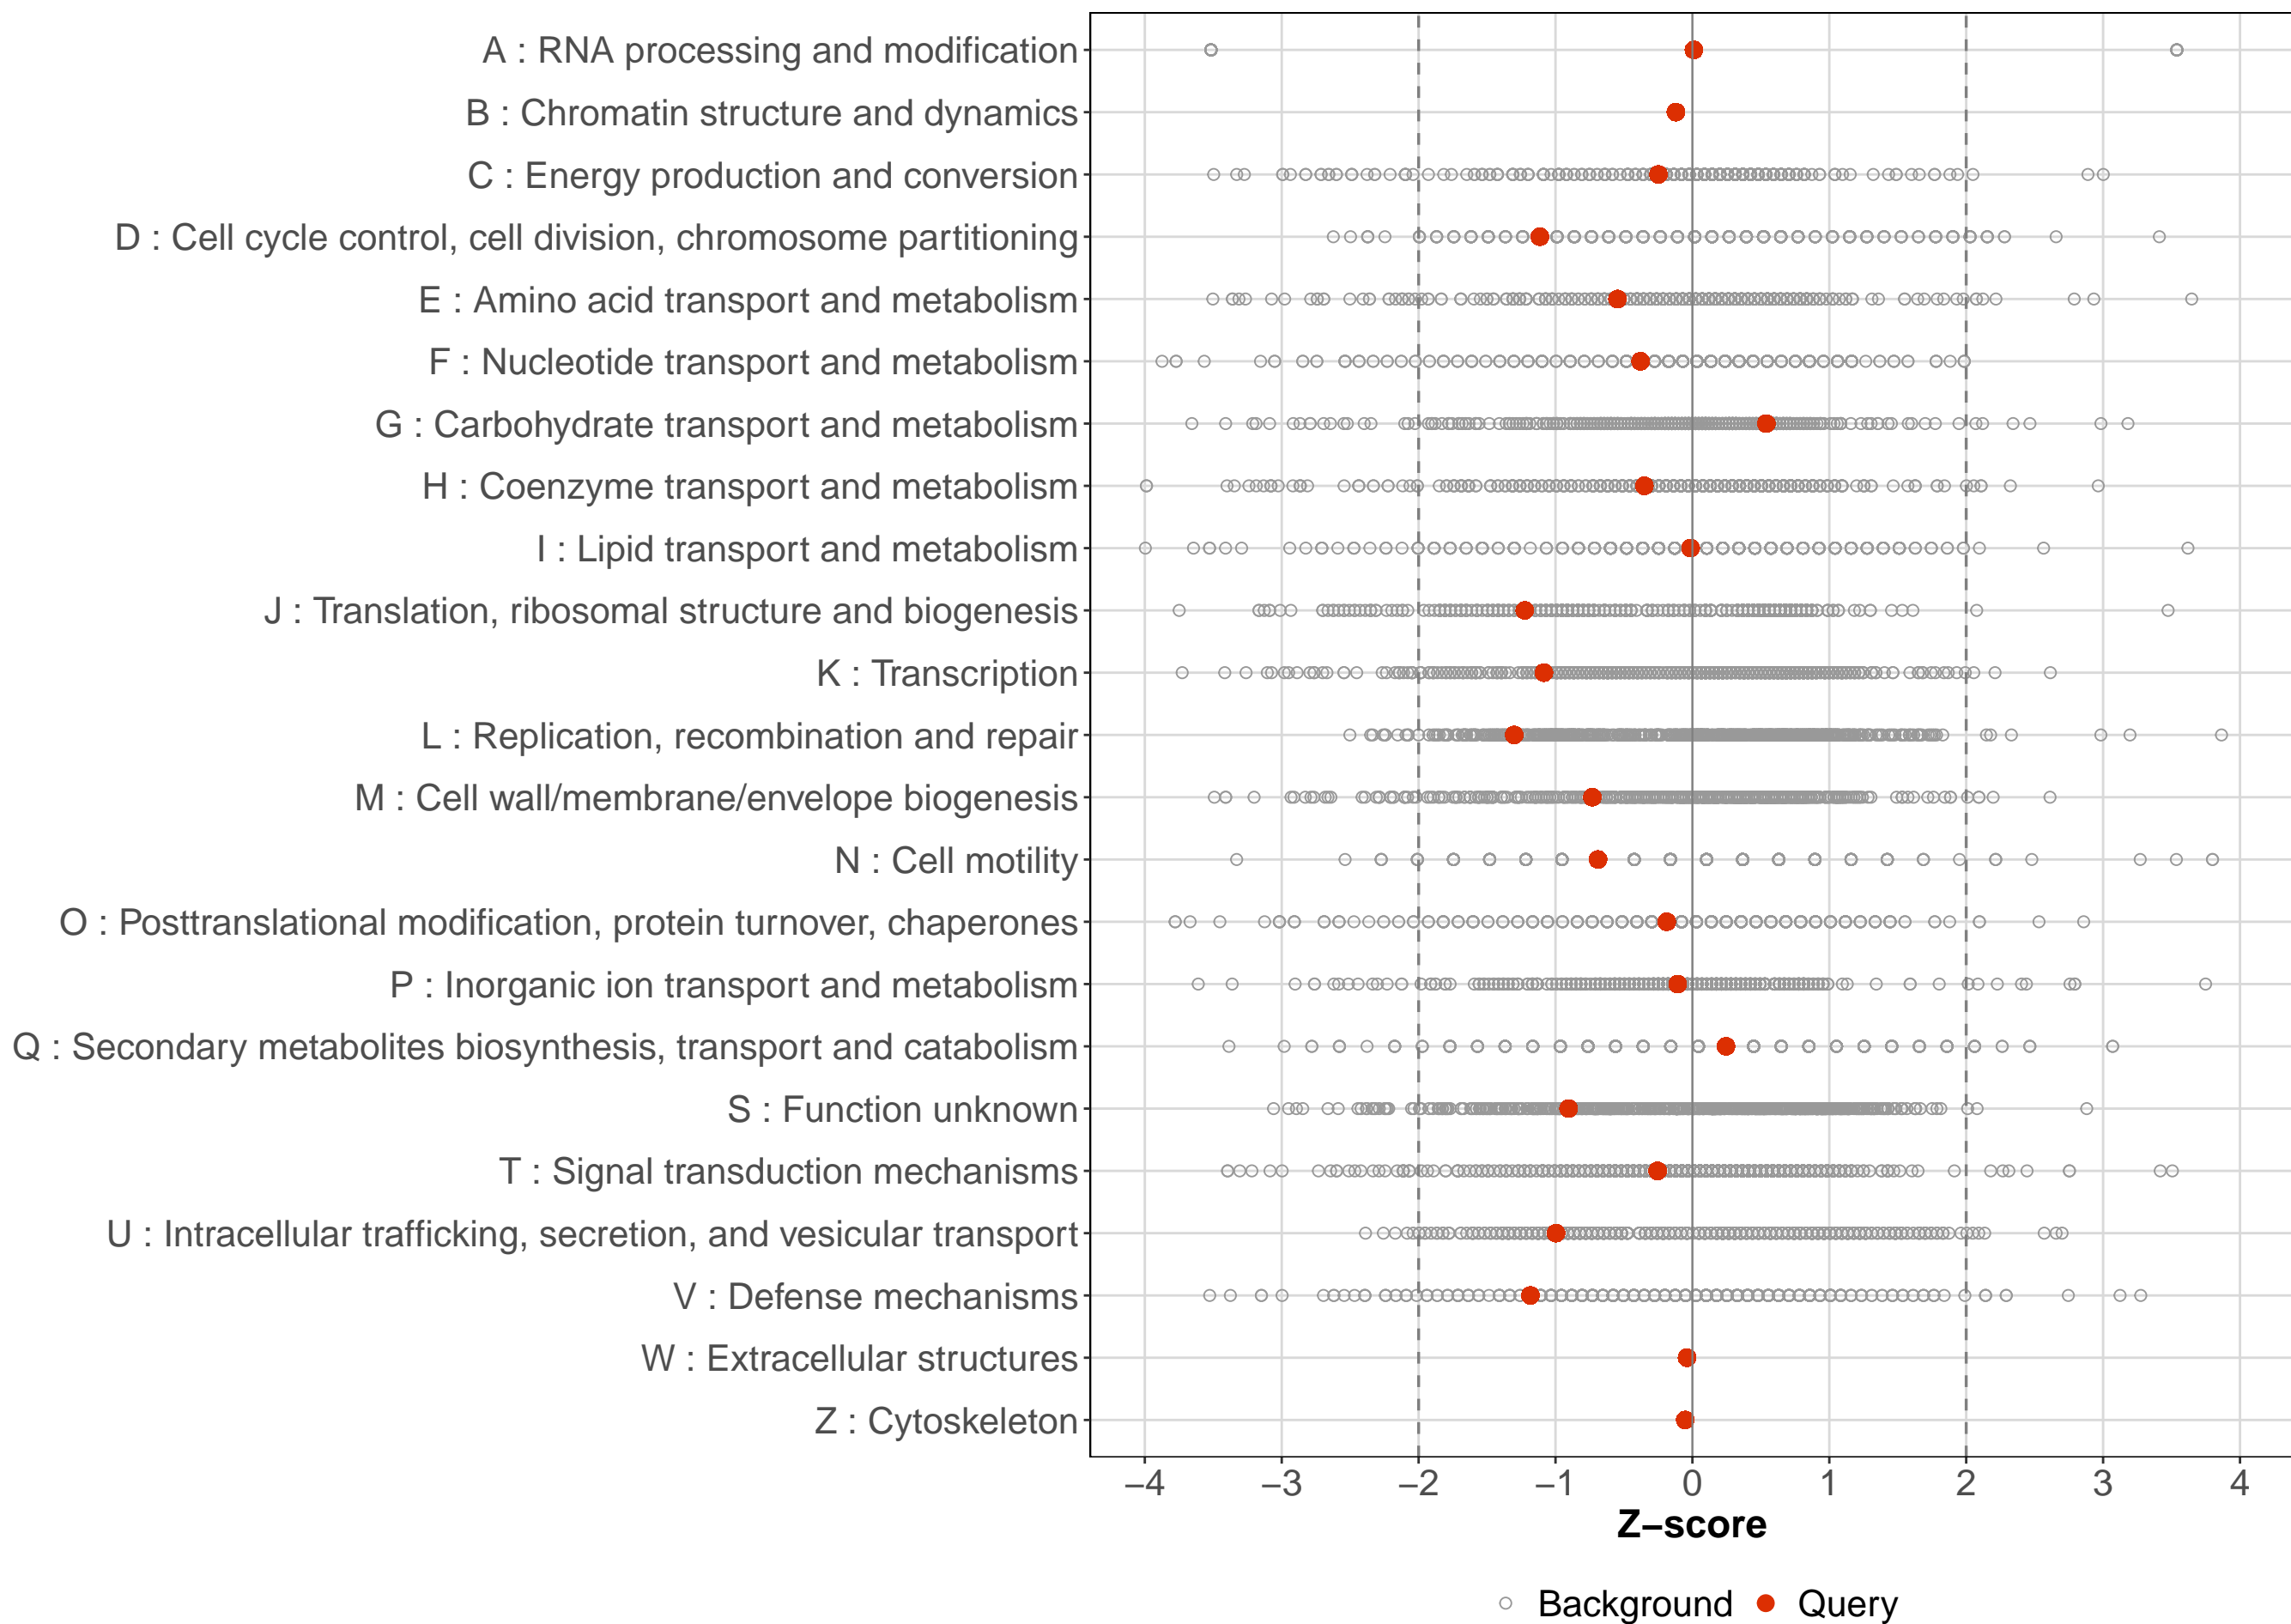 A : RNA processing and modification
B : Chromatin structure and dynamics
C : Energy production and conversion
D : Cell cycle control, cell division, chromosome partitioning
E : Amino acid transport and metabolism
F : Nucleotide transport and metabolism
G : Carbohydrate transport and metabolism
H : Coenzyme transport and metabolism
I : Lipid transport and metabolism
J : Translation, ribosomal structure and biogenesis
K : Transcription
L : Replication, recombination and repair
M : Cell wall/membrane/envelope biogenesis
N : Cell motility
O : Posttranslational modification, protein turnover, chaperones
P : Inorganic ion transport and metabolism
Q : Secondary metabolites biosynthesis, transport and catabolism
S : Function unknown
T : Signal transduction mechanisms
U : Intracellular trafficking, secretion, and vesicular transport
V : Defense mechanisms
W : Extracellular structures
Z : Cytoskeleton
−4 −3 −2 −1 0 1 2 3 4
Z−score
Background Query